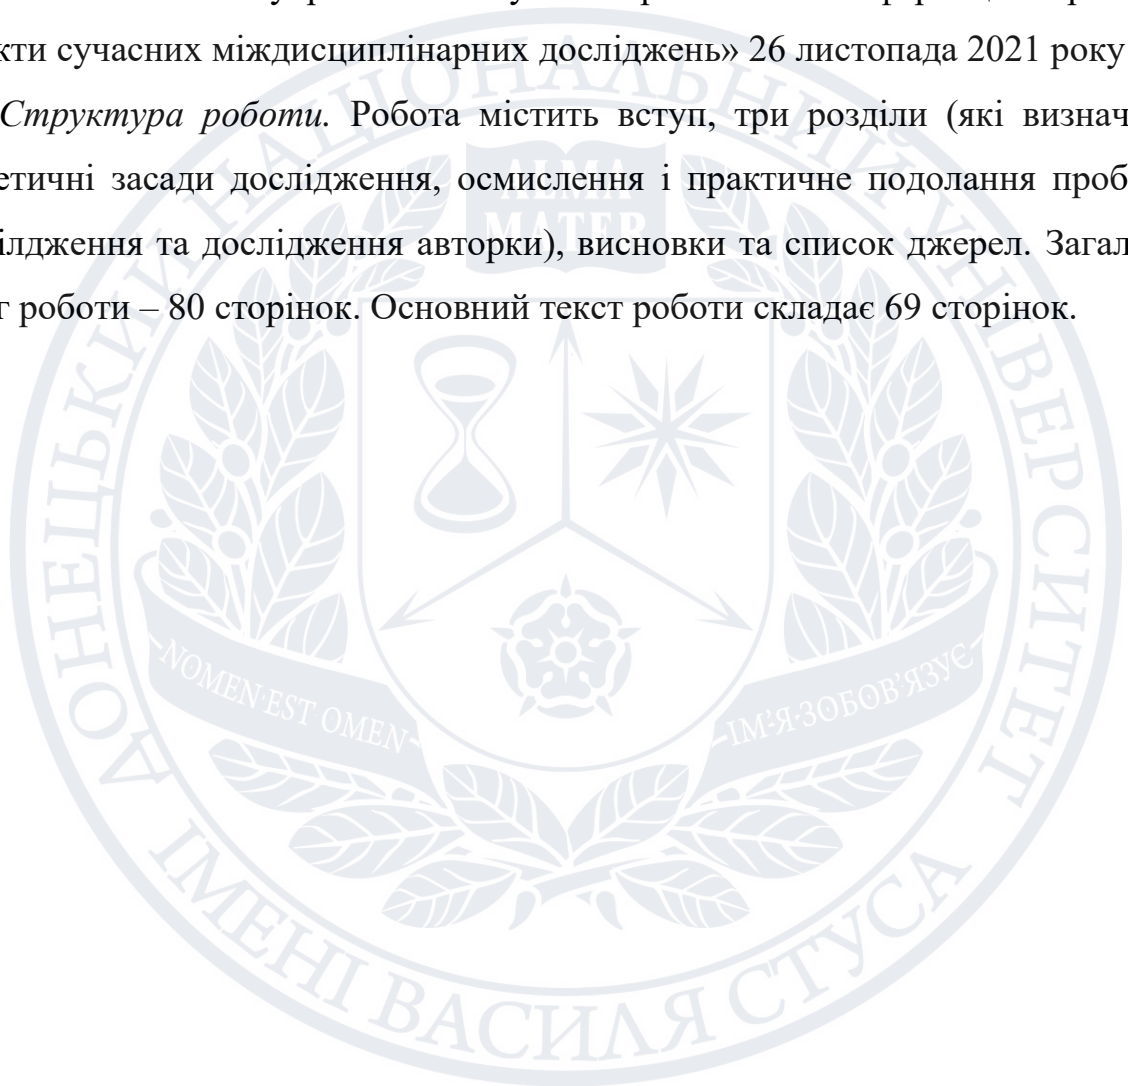 кти сучасних міждисциплінарних досліджень» 26 листопада 2021 року
Структура роботи. Робота містить вступ, три розділи (які визнач
етичні засади дослідження, осмислення і практичне подолання проб
ілдження та дослідження авторки), висновки та список джерел. Загал
г роботи – 80 сторінок. Основний текст роботи складає 69 сторінок.
ДОНЕЦЬКИЙ НАЦІОНАЛЬНИЙ УНІВЕРСИТЕТ
ALMA
MATER
NOMEN·EST OMEN
ІМ'Я·ЗОБОВ'ЯЗУЄ
ІМЕНІ ВАСИЛЯ СТУСА